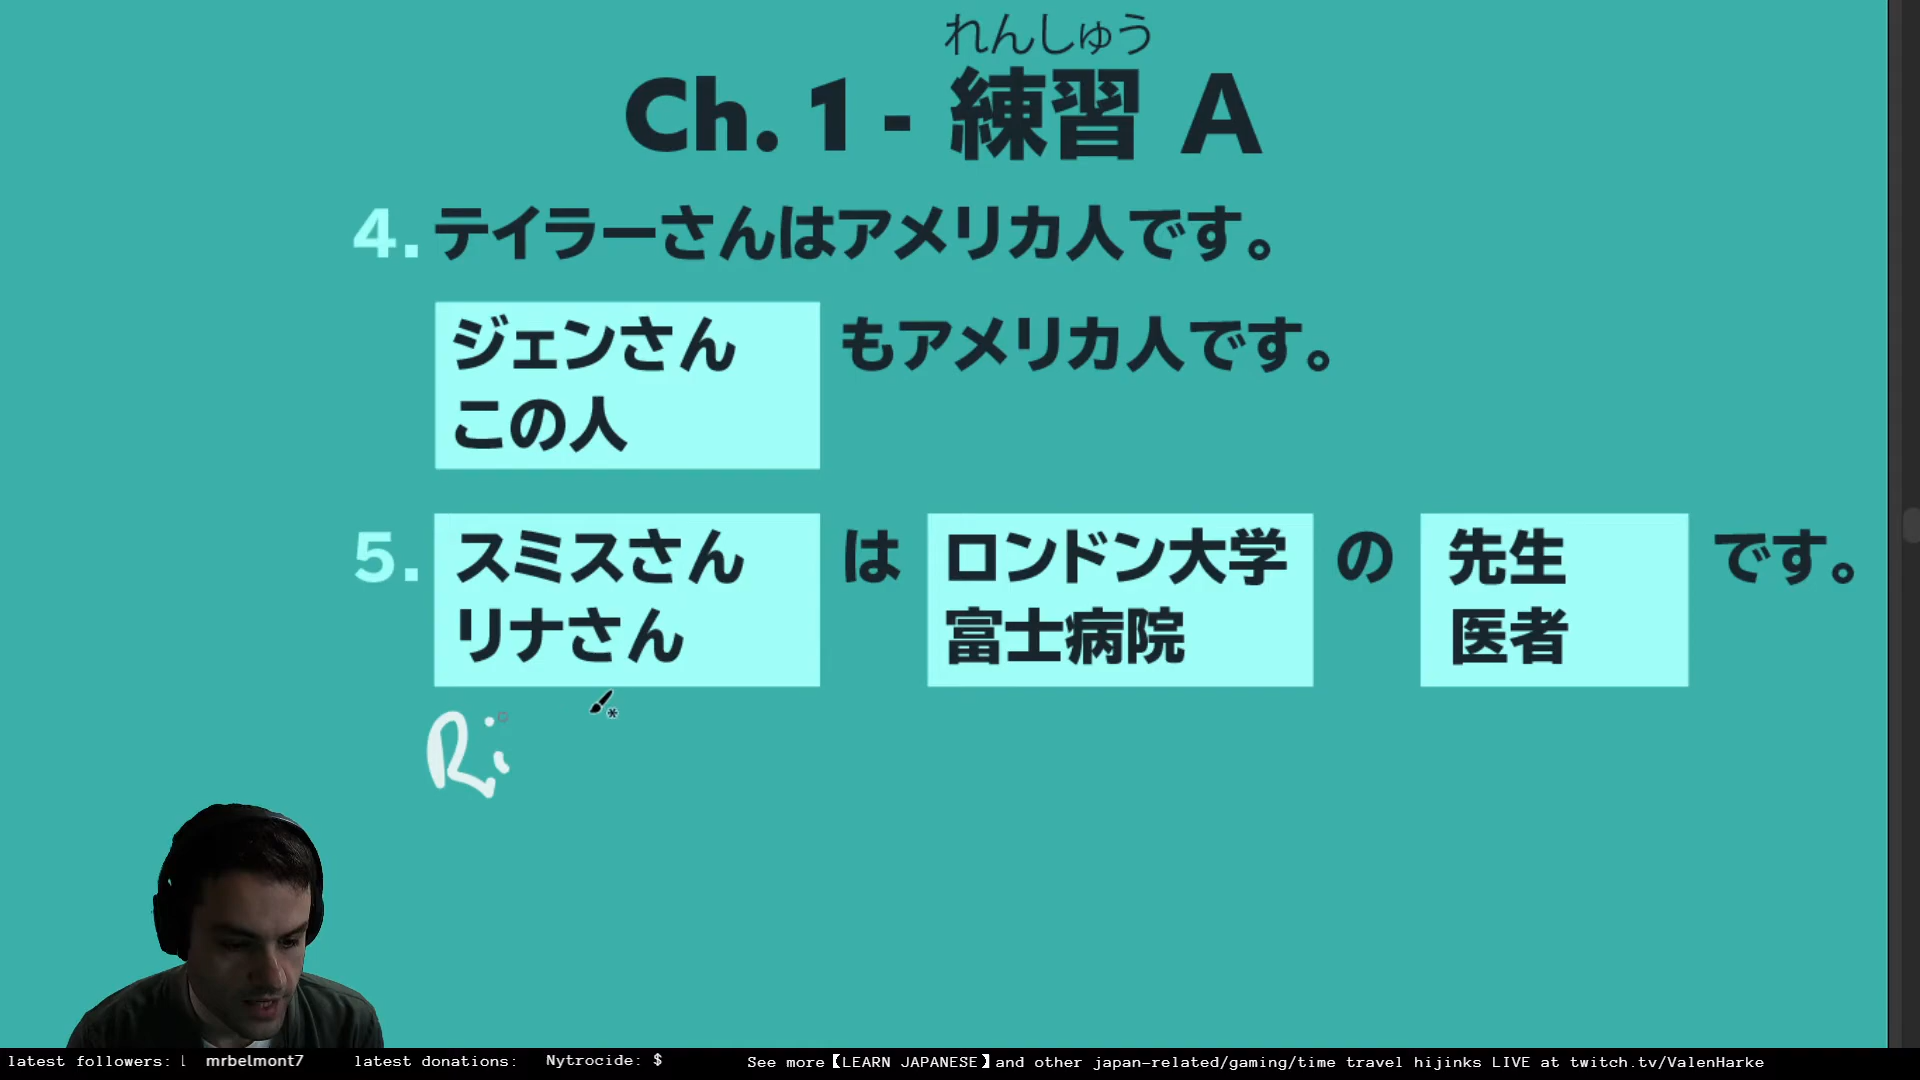 れんしゅう
Ch. 1 - 練習 A
4. テイラーさんはアメリカ人です。
ジェンさん もアメリカ人です。
この人
5. スミスさん は ロンドン大学 の 先生 です。
リナさん 富士病院 医者
Ri
latest followers: mrbelmont7 latest donations: Nytrocide: $ See more【LEARN JAPANESE】and other japan-related/gaming/time travel hijinks LIVE at twitch.tv/ValenHarke